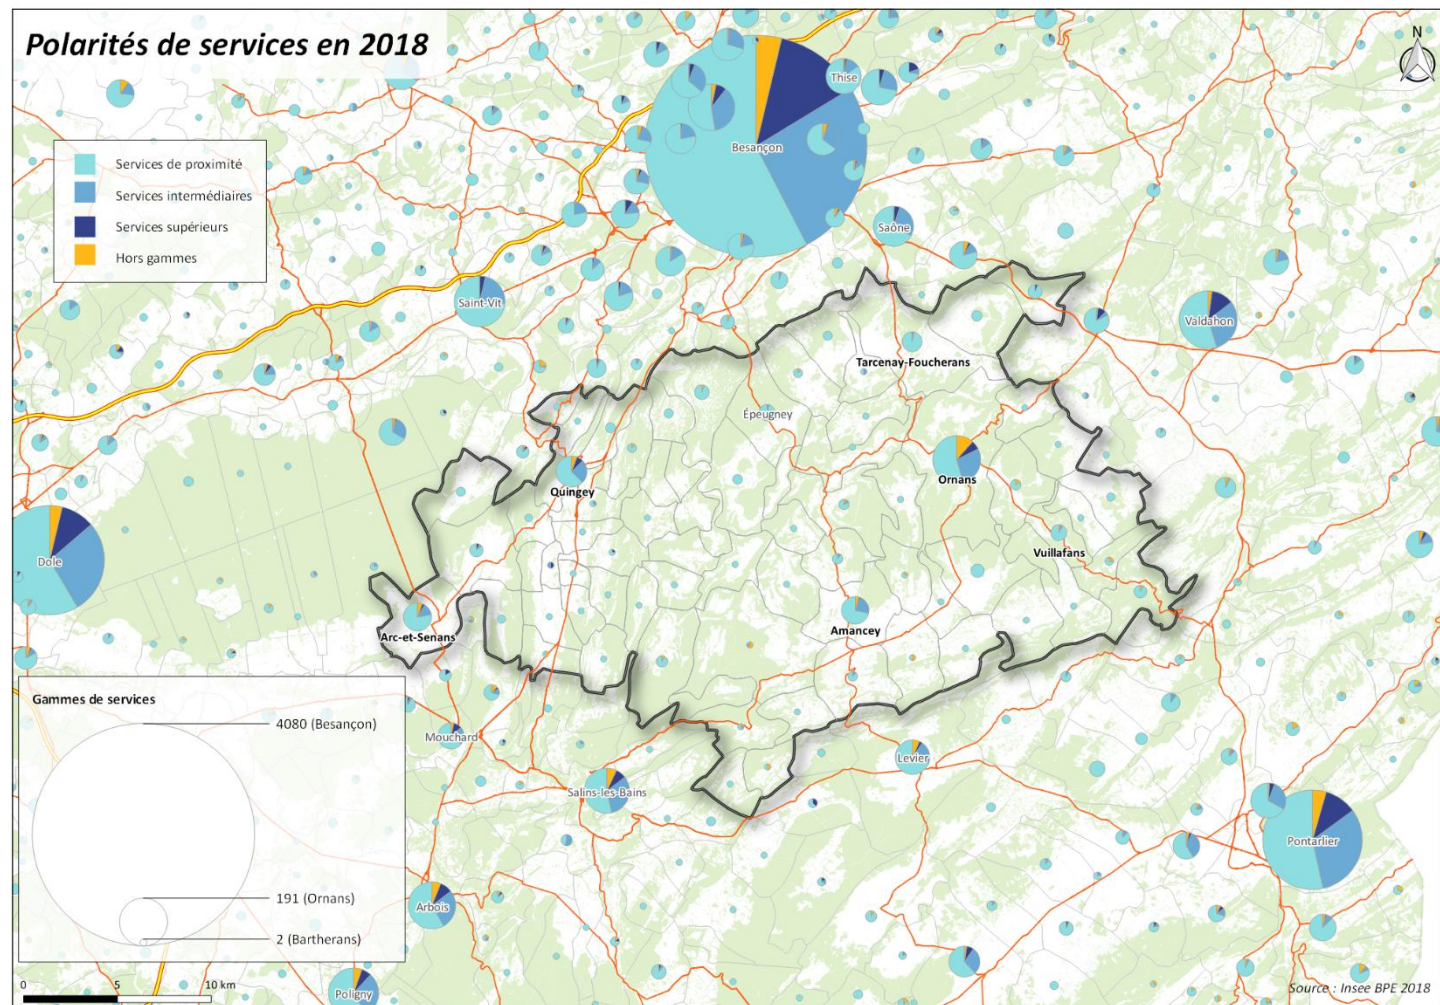 Polarités de services en 2018
N
Thise
Besançon
Services de proximité
Services intermédiaires
Services supérieurs
Hors gammes
Saône
Saint-Vit
Valdahon
Tarcenay-Foucherans
Épeugney
Ornans
Quingey
Vuillafans
Dole
Amancey
Arc-et-Senans
Gammes de services
4080 (Besançon)
191 (Ornans)
2 (Bartherans)
Mouchard
Levier
Salins-les-Bains
Pontarlier
Arbois
Poligny
0 5 10 km
Source : Insee BPE 2018